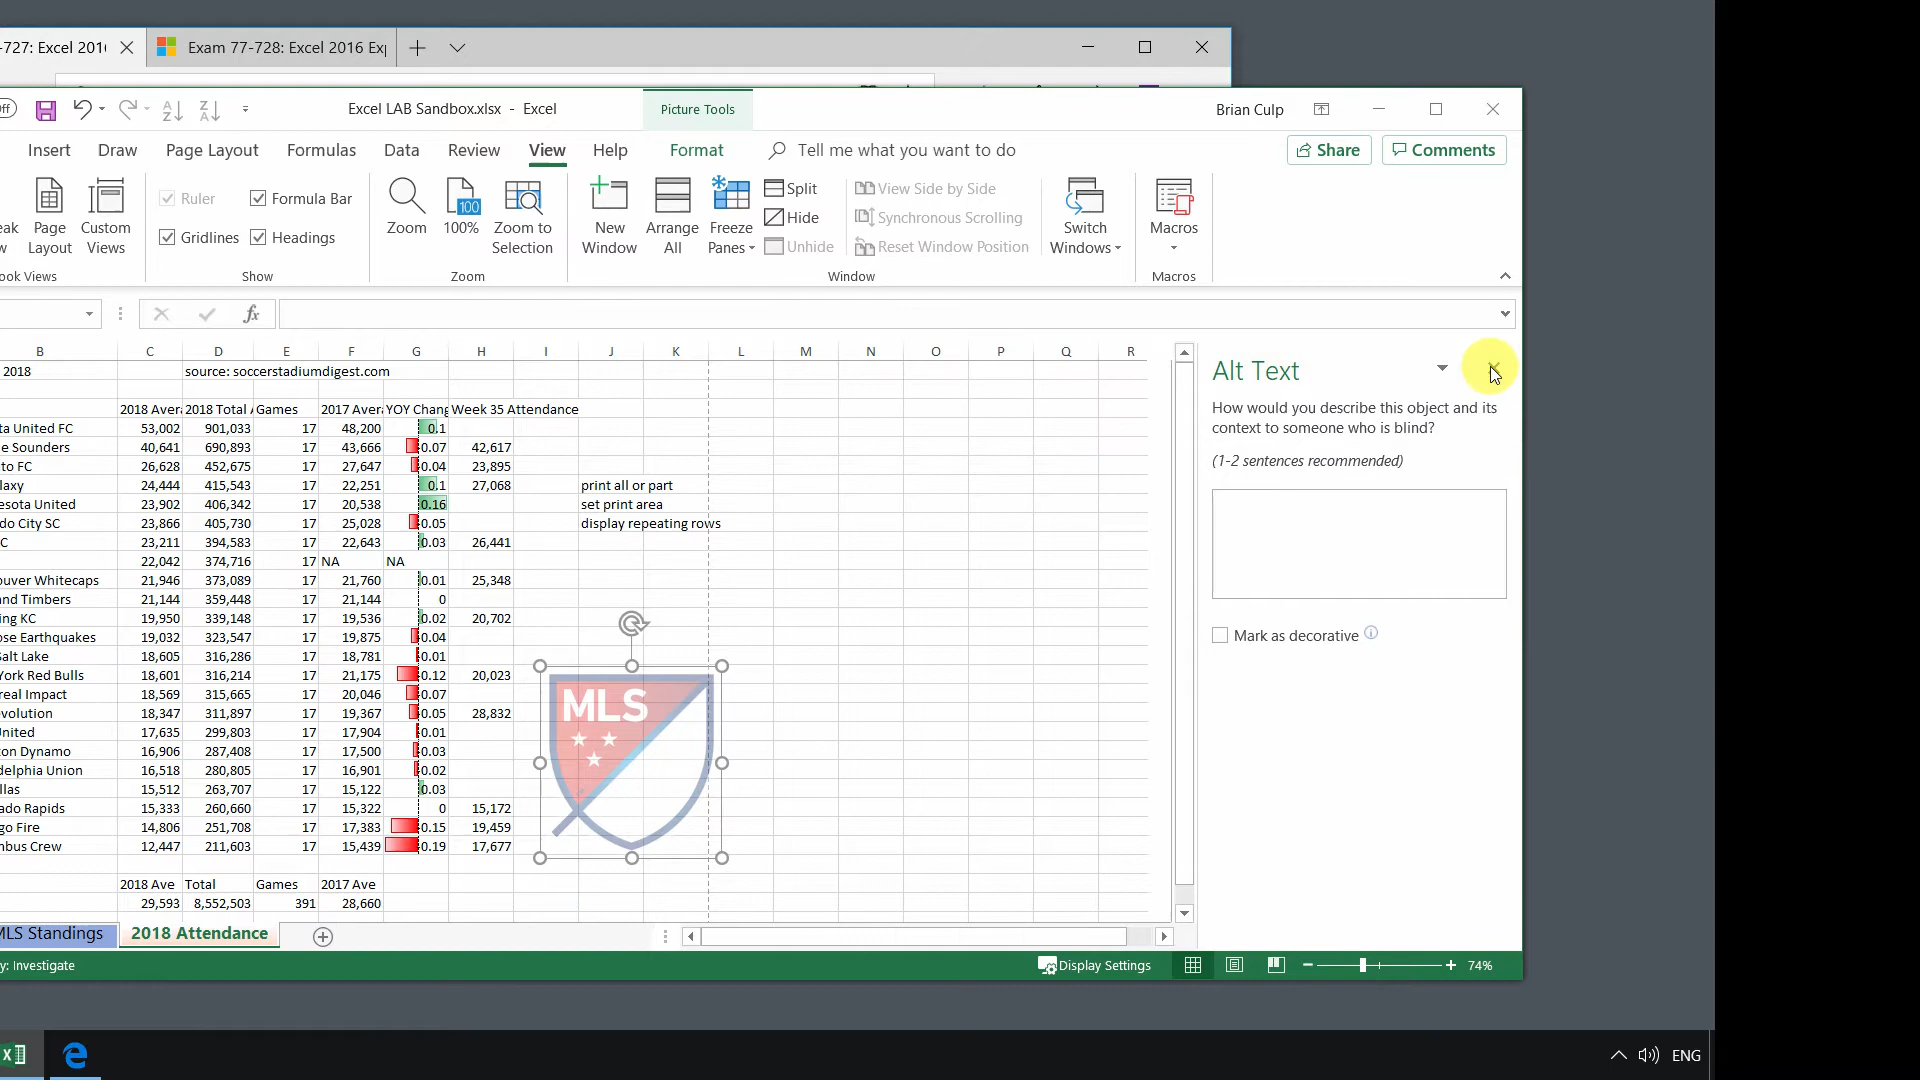 -727: Excel 201
Exam 77-728: Excel 2016 Ex
Off
Excel LAB Sandbox.xlsx - Excel
Picture Tools
Brian Culp
Insert Draw Page Layout Formulas Data Review View Help Format Tell me what you want to do
Share
Comments
Page Layout
Custom Views
Ruler
Formula Bar
Gridlines
Headings
Show
Zoom
100
100%
Zoom to Selection
Zoom
New Window
Arrange All
Freeze Panes
Split
Hide
Unhide
View Side by Side
Synchronous Scrolling
Reset Window Position
Switch Windows
Window
Macros
Macros
ook Views
fx
B C D E F G H I J K L M N O P Q R
2018 source: soccerstadiumdigest.com
2018 Avera 2018 Total A Games 2017 Avera YOY Chang Week 35 Attendance
ta United FC 53,002 901,033 17 48,200 0.1
e Sounders 40,641 690,893 17 43,666 -0.07 42,617
to FC 26,628 452,675 17 27,647 -0.04 23,895
laxy 24,444 415,543 17 22,251 0.1 27,068 print all or part
esota United 23,902 406,342 17 20,538 0.16 set print area
do City SC 23,866 405,730 17 25,028 -0.05 display repeating rows
C 23,211 394,583 17 22,643 0.03 26,441
22,042 374,716 17 NA NA
ouver Whitecaps 21,946 373,089 17 21,760 0.01 25,348
nd Timbers 21,144 359,448 17 21,144 0
ing KC 19,950 339,148 17 19,536 0.02 20,702
ose Earthquakes 19,032 323,547 17 19,875 -0.04
Salt Lake 18,605 316,286 17 18,781 -0.01
York Red Bulls 18,601 316,214 17 21,175 -0.12 20,023
real Impact 18,569 315,665 17 20,046 -0.07
evolution 18,347 311,897 17 19,367 -0.05 28,832
United 17,635 299,803 17 17,904 -0.01
on Dynamo 16,906 287,408 17 17,500 -0.03
delphia Union 16,518 280,805 17 16,901 -0.02
llas 15,512 263,707 17 15,122 0.03
ado Rapids 15,333 260,660 17 15,322 0 15,172
go Fire 14,806 251,708 17 17,383 -0.15 19,459
mbus Crew 12,447 211,603 17 15,439 -0.19 17,677
2018 Ave Total Games 2017 Ave
29,593 8,552,503 391 28,660
MLS
Alt Text
How would you describe this object and its
context to someone who is blind?
(1-2 sentences recommended)
Mark as decorative
MLS Standings
2018 Attendance
y: Investigate
Display Settings
74%
ENG